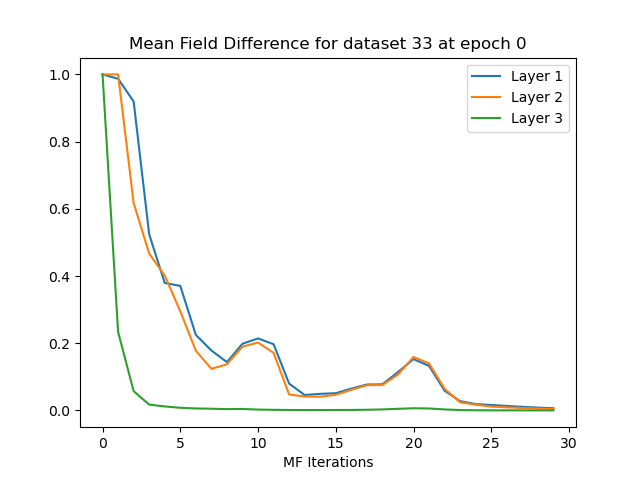 Mean Field Difference for dataset 33 at epoch 0
Layer 1
Layer 2
Layer 3
1.0
0.8
0.6
0.4
0.2
0.0
0 5 10 15 20 25 30
MF Iterations